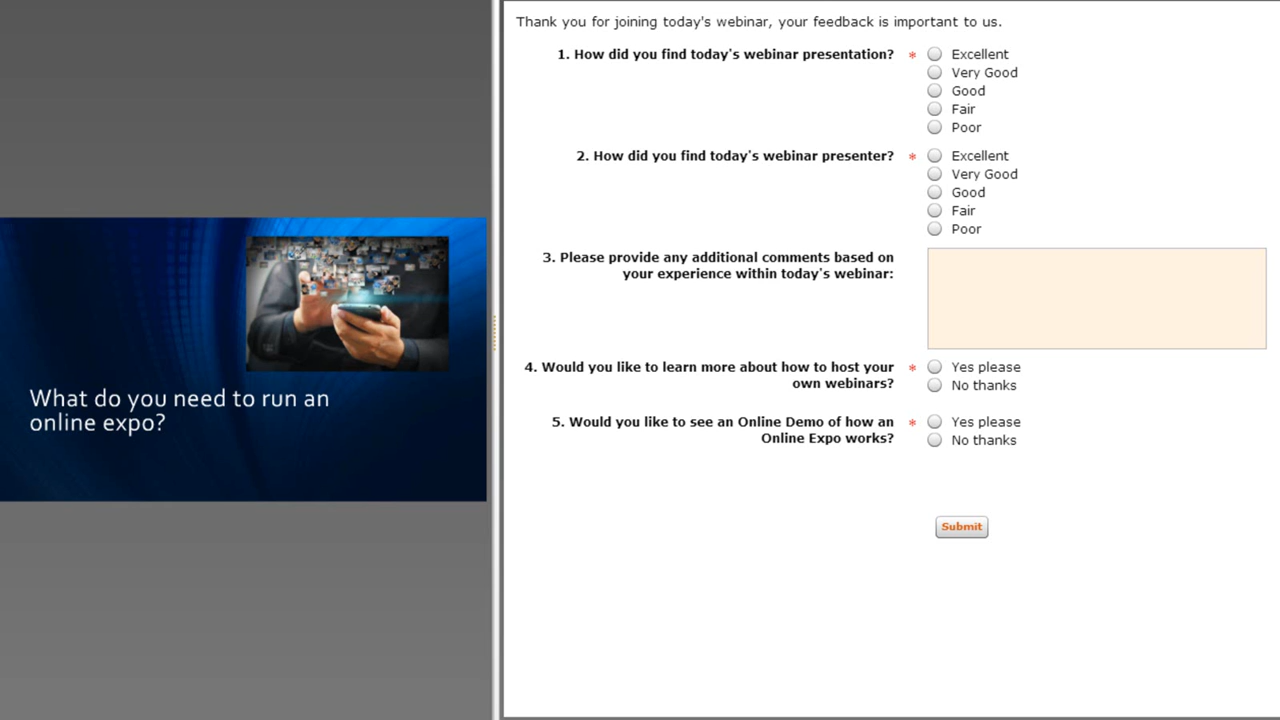 Thank you for joining today's webinar, your feedback is important to us.
1. How did you find today's webinar presentation? * Excellent
Very Good
Good
Fair
Poor
2. How did you find today's webinar presenter? * Excellent
Very Good
Good
Fair
Poor
3. Please provide any additional comments based on
your experience within today's webinar:
4. Would you like to learn more about how to host your * Yes please
own webinars? No thanks
5. Would you like to see an Online Demo of how an * Yes please
Online Expo works? No thanks
Submit
What do you need to run an
online expo?